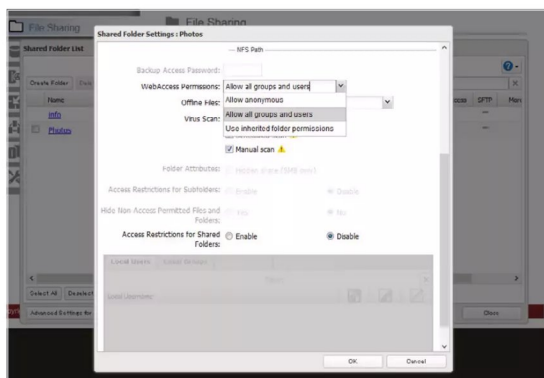 File Sharing
File Sharing
Shared Folder List
Shared Folder Settings : Photos
NFS Path
Create Folder
Backup Access Password:
WebAccess Permissions: Allow all groups and users
Allow anonymous
Allow all groups and users
Use inherited folder permissions
Offline Files:
Virus Scan:
Manual scan
Name
SFTP
info
Photos
Folder Attributes:
Access Restrictions for Subfolders: Enable Disable
Hide Non Access Permitted Files and Folders: Yes No
Access Restrictions for Shared Folders: Enable Disable
Local Users Local Groups
Local Username:
Select All Deselect
Advanced Settings for
Close
OK Cancel